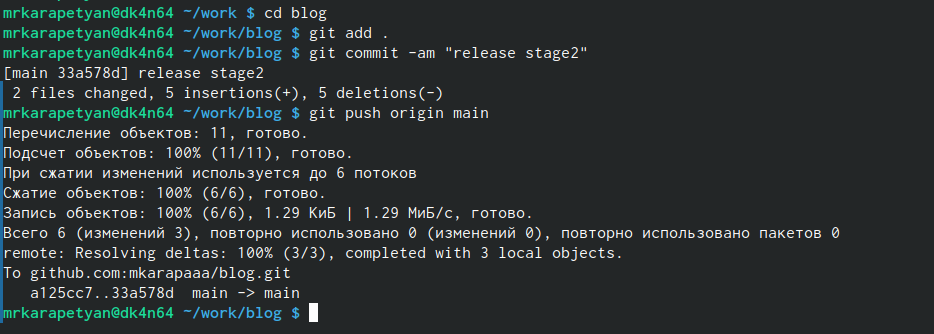 mrkarapetyan@dk4n64 ~/work $ cd blog
mrkarapetyan@dk4n64 ~/work/blog $ git add .
mrkarapetyan@dk4n64 ~/work/blog $ git commit -am "release stage2"
[main 33a578d] release stage2
 2 files changed, 5 insertions(+), 5 deletions(-)
mrkarapetyan@dk4n64 ~/work/blog $ git push origin main
Перечисление объектов: 11, готово.
Подсчет объектов: 100% (11/11), готово.
При сжатии изменений используется до 6 потоков
Сжатие объектов: 100% (6/6), готово.
Запись объектов: 100% (6/6), 1.29 КиБ | 1.29 МиБ/с, готово.
Всего 6 (изменений 3), повторно использовано 0 (изменений 0), повторно использовано пакетов 0
remote: Resolving deltas: 100% (3/3), completed with 3 local objects.
To github.com:mkarapaaa/blog.git
   a125cc7..33a578d  main -> main
mrkarapetyan@dk4n64 ~/work/blog $